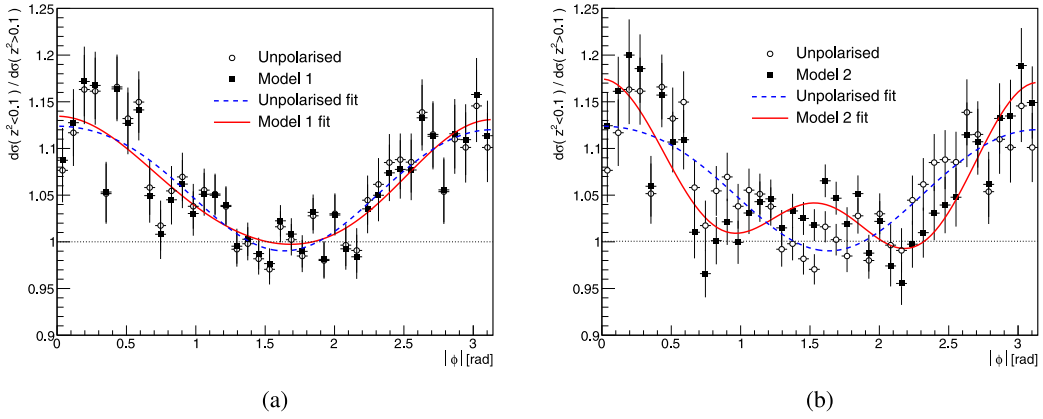 dσ( z²<0.1) / dσ( z²>0.1)
1.25
1.2
1.15
1.1
1.05
1
0.95
0.9
Unpolarised
Model 1
Unpolarised fit
Model 1 fit
0 0.5 1 1.5 2 2.5 3
|ϕ| [rad]
(a)
dσ( z²<0.1) / dσ( z²>0.1)
1.25
1.2
1.15
1.1
1.05
1
0.95
0.9
Unpolarised
Model 2
Unpolarised fit
Model 2 fit
0 0.5 1 1.5 2 2.5 3
|ϕ| [rad]
(b)